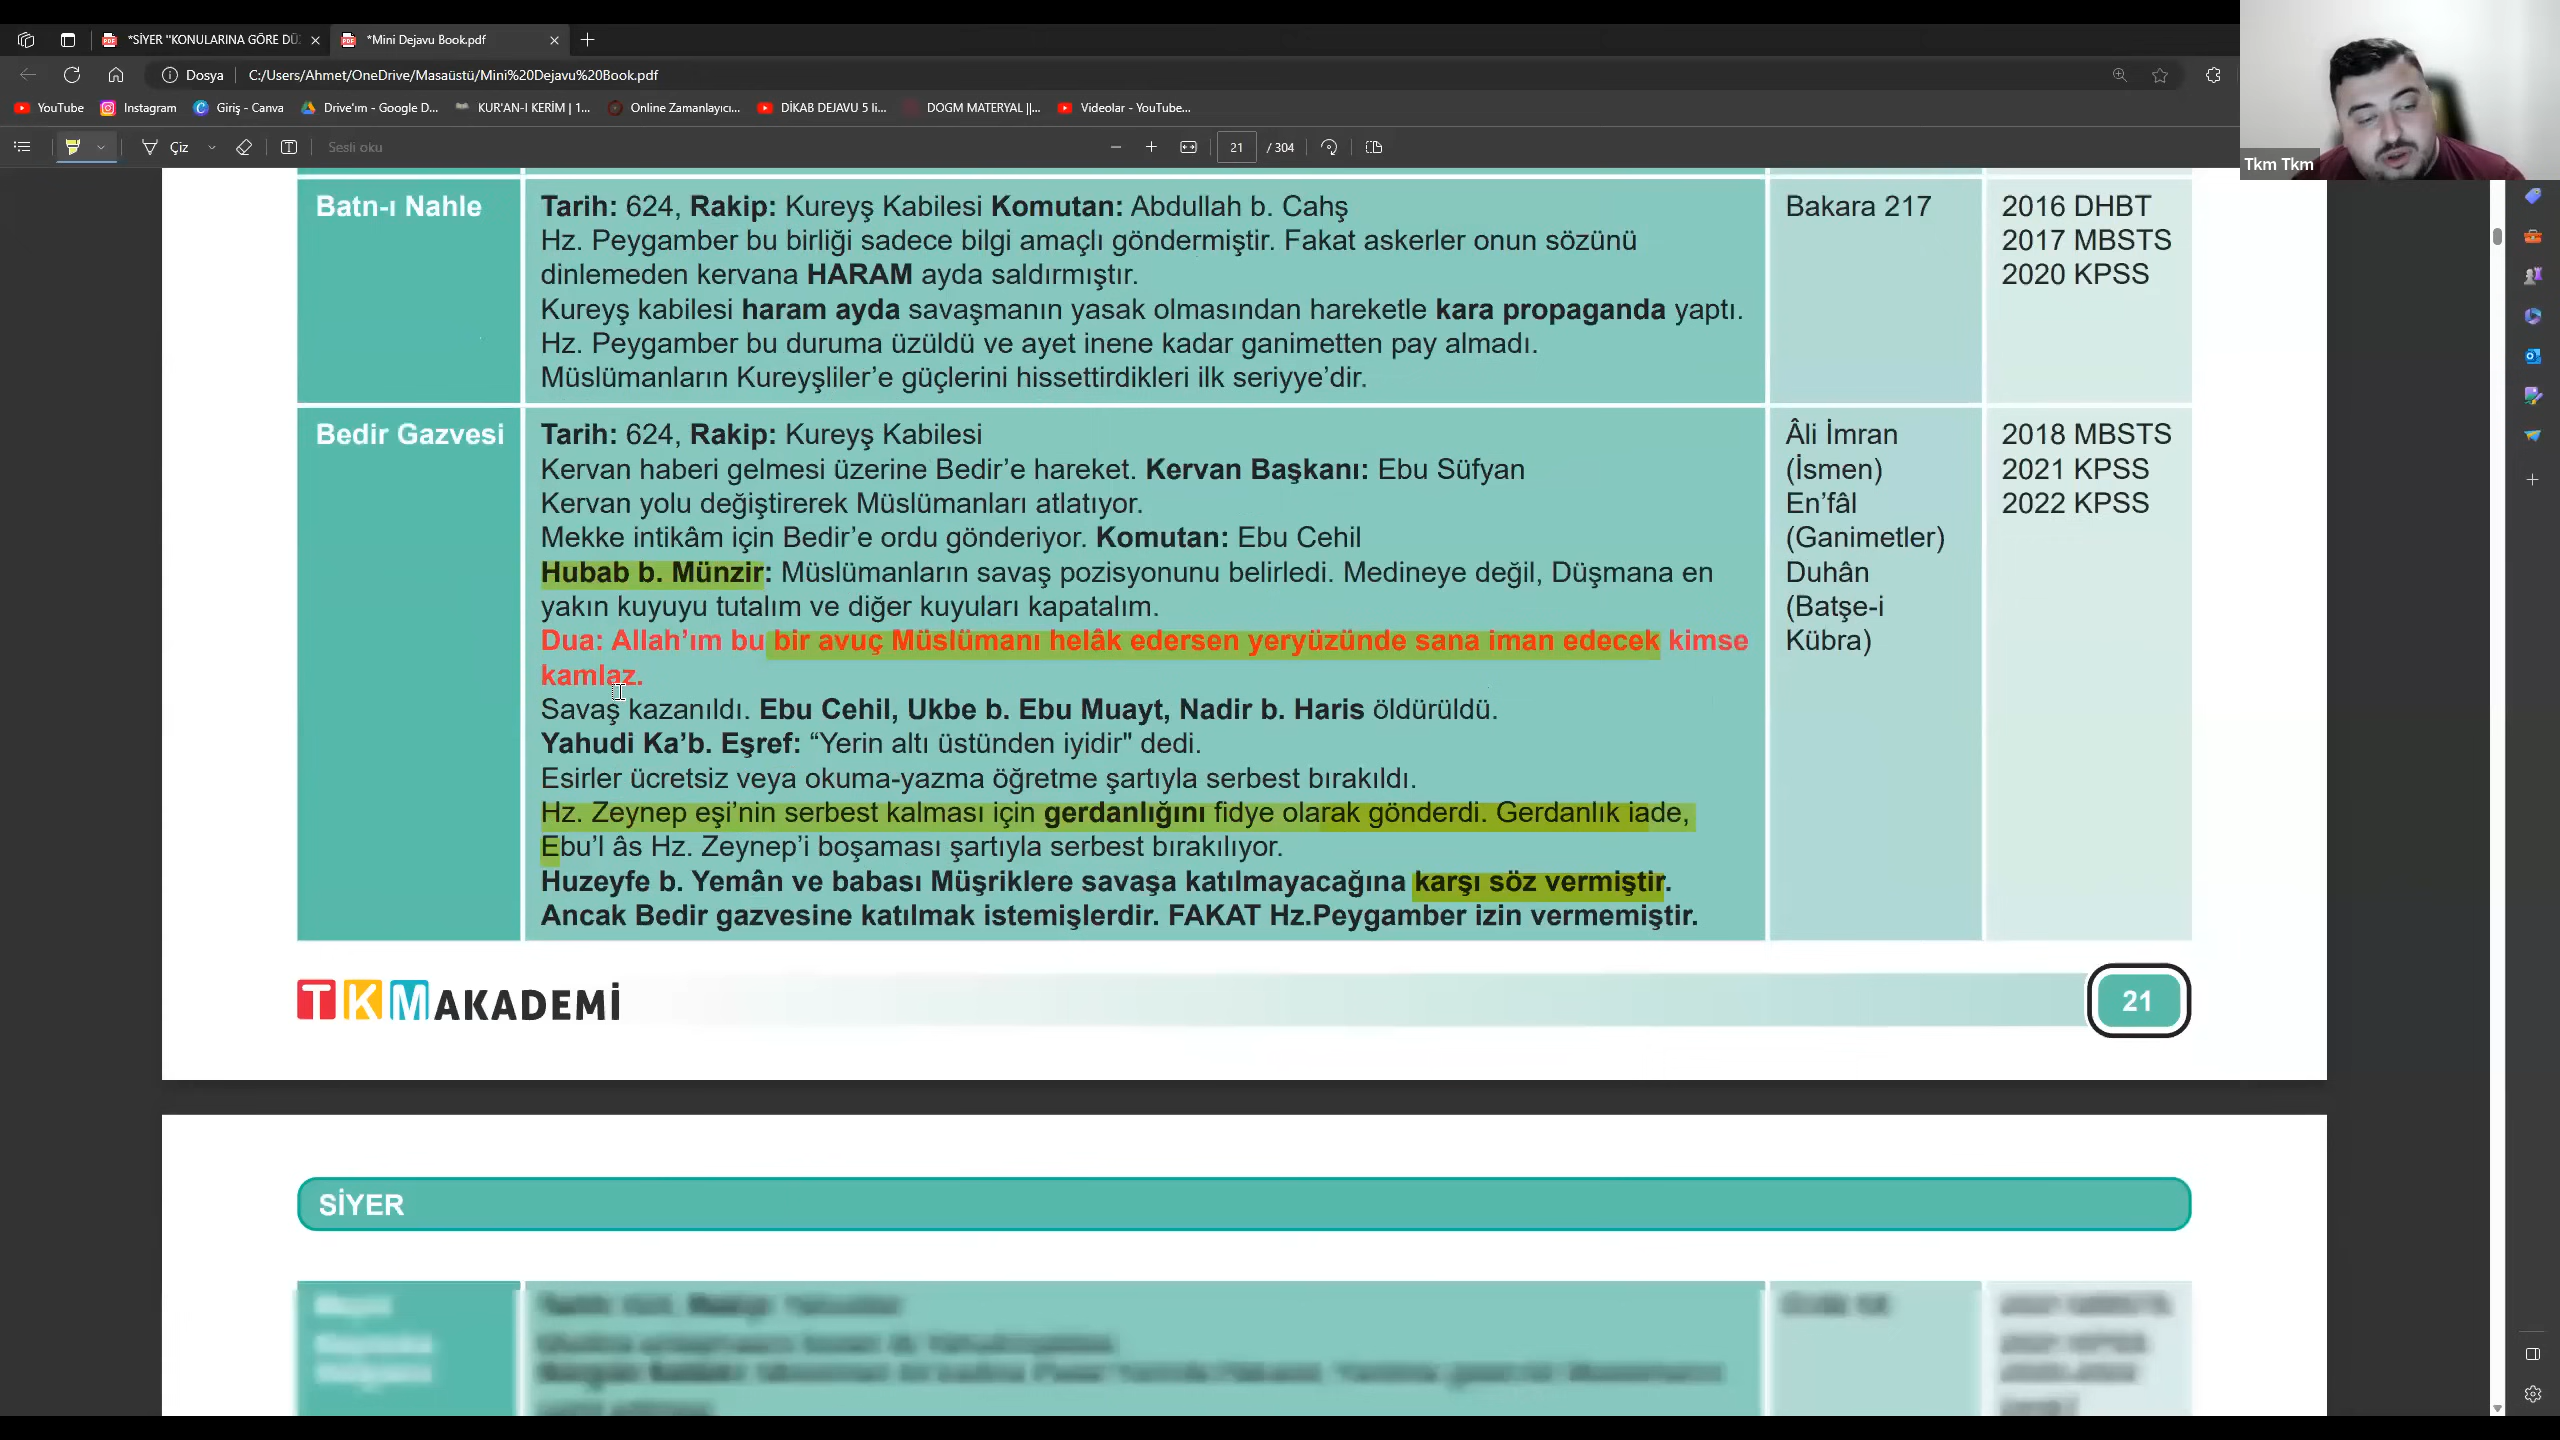 *SİYER "KONULARINA GÖRE DÜ
*Mini Dejavu Book.pdf
Dosya
C:/Users/Ahmet/OneDrive/Masaüstü/Mini%20Dejavu%20Book.pdf
YouTube
Instagram
Giriş - Canva
Drive'ım - Google D...
KUR'AN-I KERİM | 1...
Online Zamanlayıcı...
DİKAB DEJAVU 5 li...
DOGM MATERYAL ||...
Videolar - YouTube...
Çiz
Sesli oku
21 / 304
Tkm Tkm
Batn-ı Nahle
Tarih: 624, Rakip: Kureyş Kabilesi Komutan: Abdullah b. Cahş
Hz. Peygamber bu birliği sadece bilgi amaçlı göndermiştir. Fakat askerler onun sözünü
dinlemeden kervana HARAM ayda saldırmıştır.
Kureyş kabilesi haram ayda savaşmanın yasak olmasından hareketle kara propaganda yaptı.
Hz. Peygamber bu duruma üzüldü ve ayet inene kadar ganimetten pay almadı.
Müslümanların Kureyşliler'e güçlerini hissettirdikleri ilk seriyye'dir.
Bakara 217
2016 DHBT
2017 MBSTS
2020 KPSS
Bedir Gazvesi
Tarih: 624, Rakip: Kureyş Kabilesi
Kervan haberi gelmesi üzerine Bedir'e hareket. Kervan Başkanı: Ebu Süfyan
Kervan yolu değiştirerek Müslümanları atlatıyor.
Mekke intikâm için Bedir'e ordu gönderiyor. Komutan: Ebu Cehil
Hubab b. Münzir: Müslümanların savaş pozisyonunu belirledi. Medineye değil, Düşmana en
yakın kuyuyu tutalım ve diğer kuyuları kapatalım.
Dua: Allah'ım bu bir avuç Müslümanı helâk edersen yeryüzünde sana iman edecek kimse
kamlaz.
Savaş kazanıldı. Ebu Cehil, Ukbe b. Ebu Muayt, Nadir b. Haris öldürüldü.
Yahudi Ka'b. Eşref: “Yerin altı üstünden iyidir" dedi.
Esirler ücretsiz veya okuma-yazma öğretme şartıyla serbest bırakıldı.
Hz. Zeynep eşi'nin serbest kalması için gerdanlığını fidye olarak gönderdi. Gerdanlık iade,
Ebu'l âs Hz. Zeynep'i boşaması şartıyla serbest bırakılıyor.
Huzeyfe b. Yemân ve babası Müşriklere savaşa katılmayacağına karşı söz vermiştir.
Ancak Bedir gazvesine katılmak istemişlerdir. FAKAT Hz.Peygamber izin vermemiştir.
Âli İmran
(İsmen)
En'fâl
(Ganimetler)
Duhân
(Batşe-i
Kübra)
2018 MBSTS
2021 KPSS
2022 KPSS
TKM AKADEMİ
21
SİYER